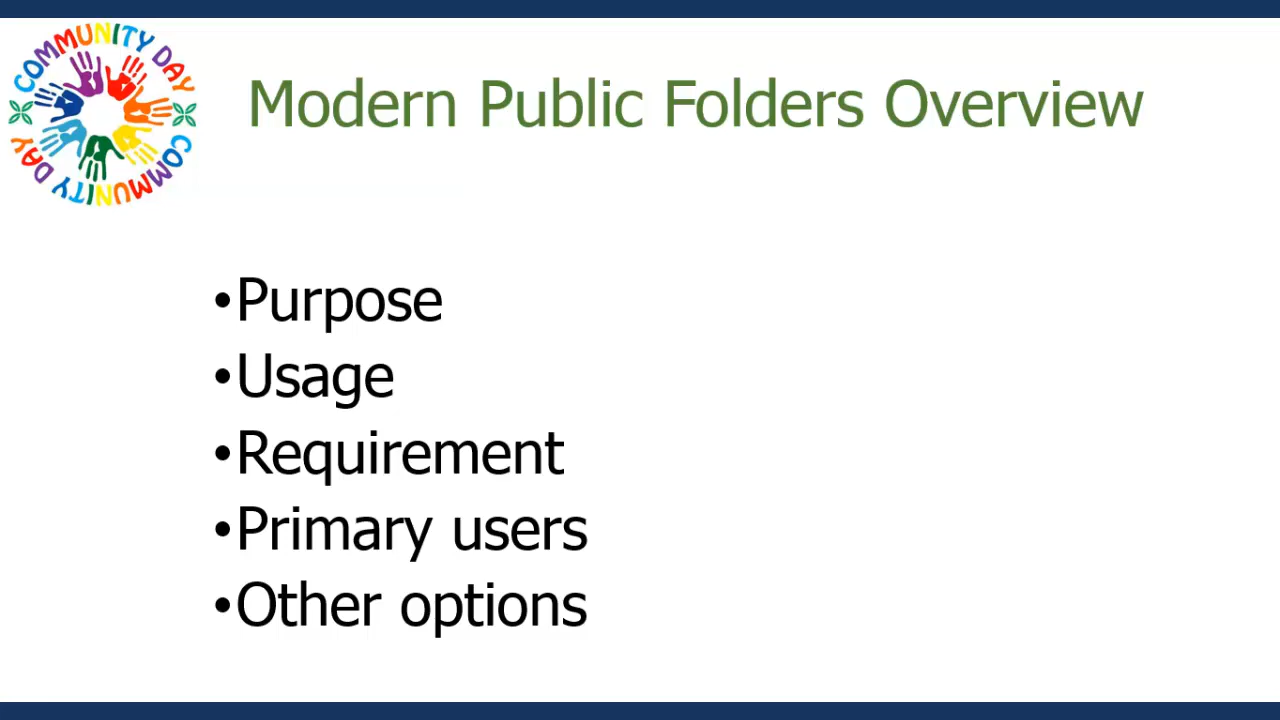 COMMUNITY DAY
COMMUNITY DAY
Modern Public Folders Overview
•Purpose
•Usage
•Requirement
•Primary users
•Other options